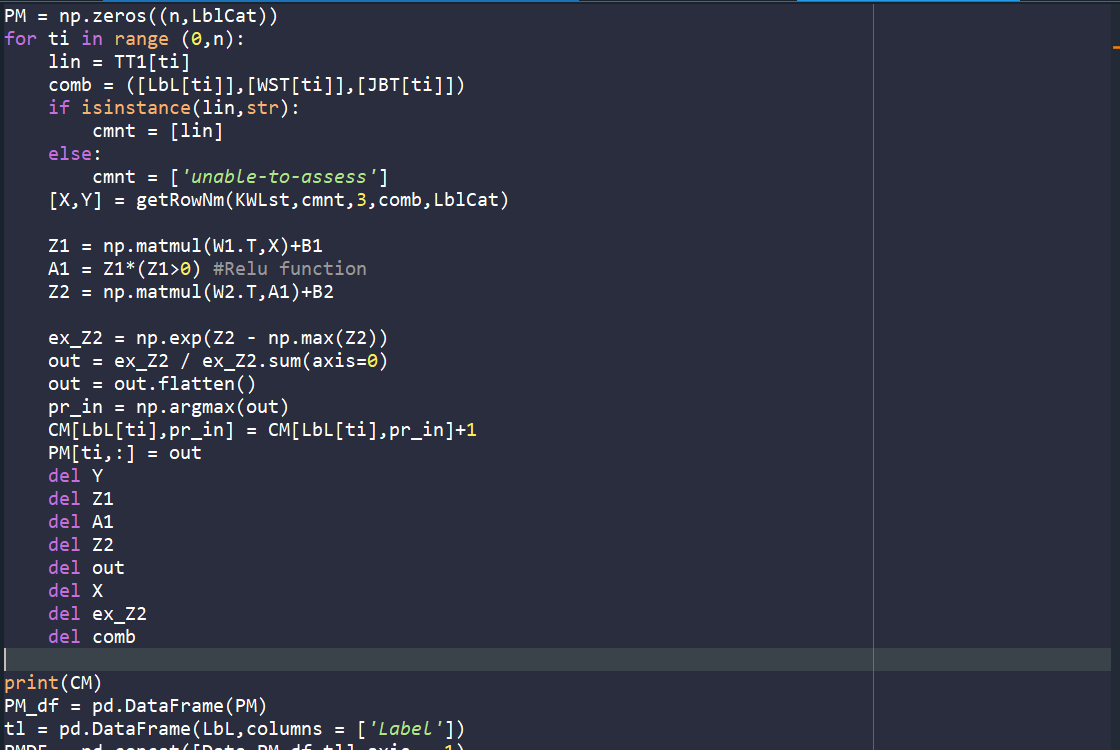 PM = np.zeros((n,LblCat))
for ti in range (0,n):
    lin = TT1[ti]
    comb = ([LbL[ti]],[WST[ti]],[JBT[ti]])
    if isinstance(lin,str):
        cmnt = [lin]
    else:
        cmnt = ['unable-to-assess']
    [X,Y] = getRowNm(KWLst,cmnt,3,comb,LblCat)

    Z1 = np.matmul(W1.T,X)+B1
    A1 = Z1*(Z1>0) #Relu function
    Z2 = np.matmul(W2.T,A1)+B2

    ex_Z2 = np.exp(Z2 - np.max(Z2))
    out = ex_Z2 / ex_Z2.sum(axis=0)
    out = out.flatten()
    pr_in = np.argmax(out)
    CM[LbL[ti],pr_in] = CM[LbL[ti],pr_in]+1
    PM[ti,:] = out
    del Y
    del Z1
    del A1
    del Z2
    del out
    del X
    del ex_Z2
    del comb

print(CM)
PM_df = pd.DataFrame(PM)
tl = pd.DataFrame(LbL,columns = ['Label'])